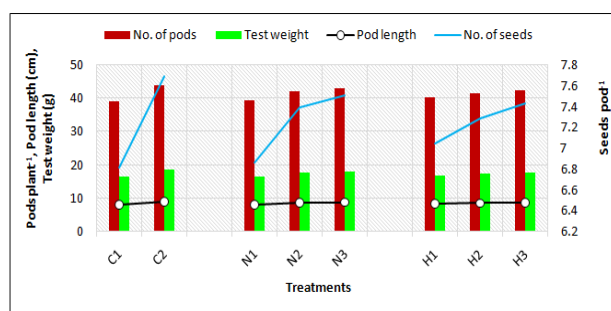 No. of pods Test weight Pod length No. of seeds
Pods plant⁻¹, Pod length (cm),
Test weight (g)
50
40
30
20
10
0
7.8
7.6
7.4
7.2
7
6.8
6.6
6.4
6.2
Seeds pod⁻¹
C1 C2 N1 N2 N3 H1 H2 H3
Treatments